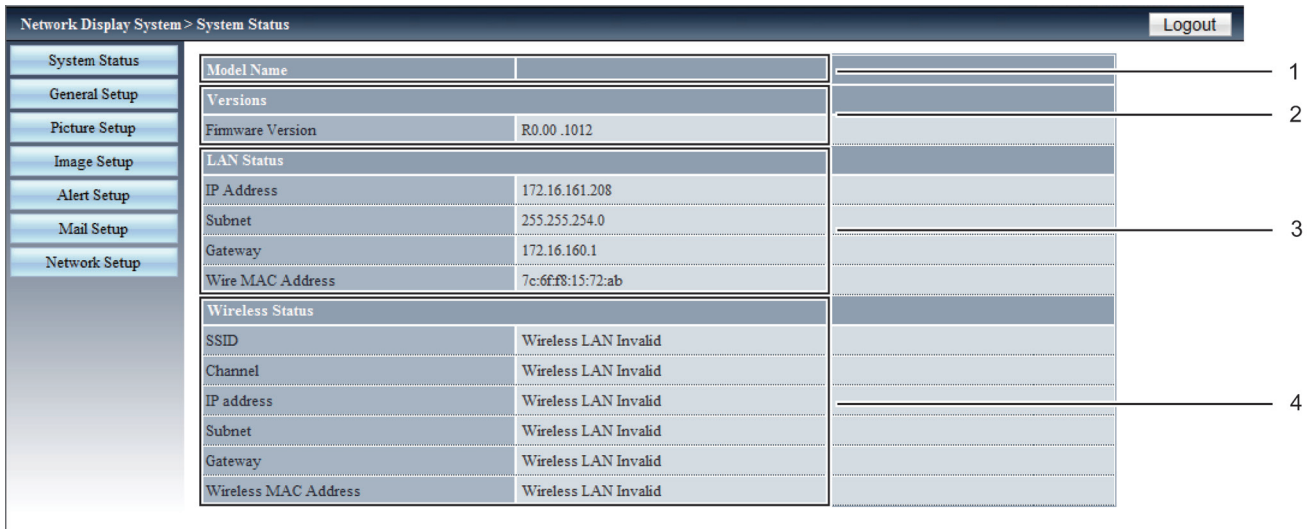 Network Display System > System Status
Logout
System Status
General Setup
Picture Setup
Image Setup
Alert Setup
Mail Setup
Network Setup
Model Name
1
Versions
2
Firmware Version R0.00 .1012
LAN Status
IP Address 172.16.161.208
Subnet 255.255.254.0
3
Gateway 172.16.160.1
Wire MAC Address 7c:6f:f8:15:72:ab
Wireless Status
SSID Wireless LAN Invalid
Channel Wireless LAN Invalid
IP address Wireless LAN Invalid
4
Subnet Wireless LAN Invalid
Gateway Wireless LAN Invalid
Wireless MAC Address Wireless LAN Invalid